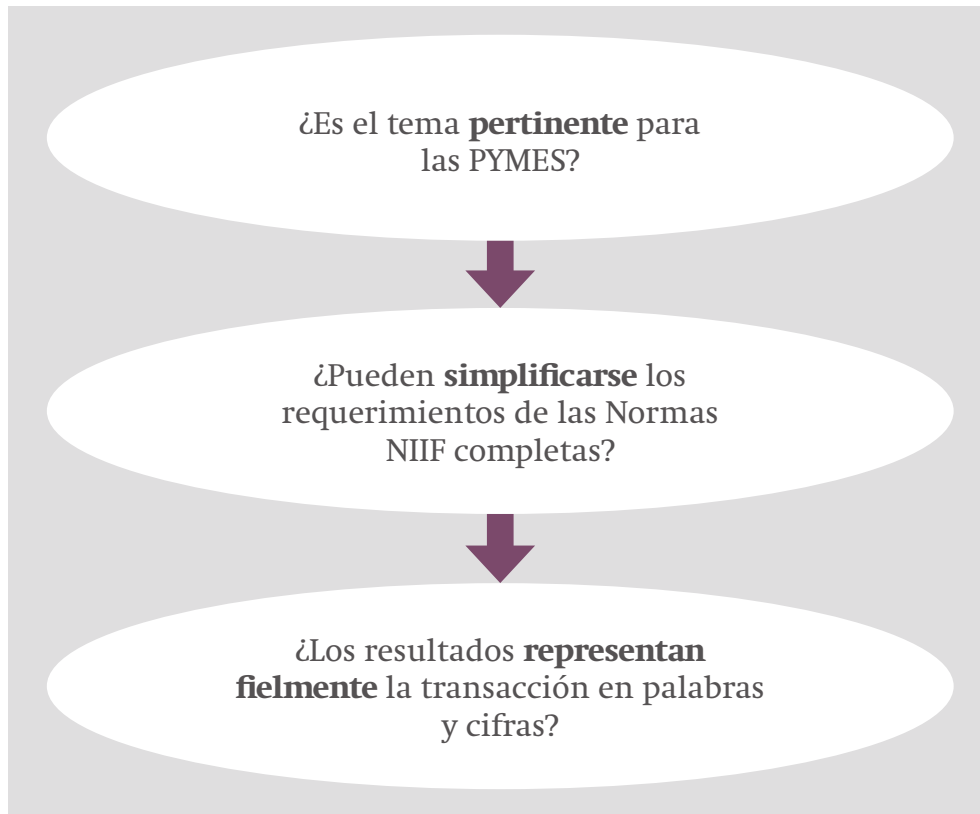 ¿Es el tema pertinente para
las PYMES?
¿Pueden simplificarse los
requerimientos de las Normas
NIIF completas?
¿Los resultados representan
fielmente la transacción en palabras
y cifras?